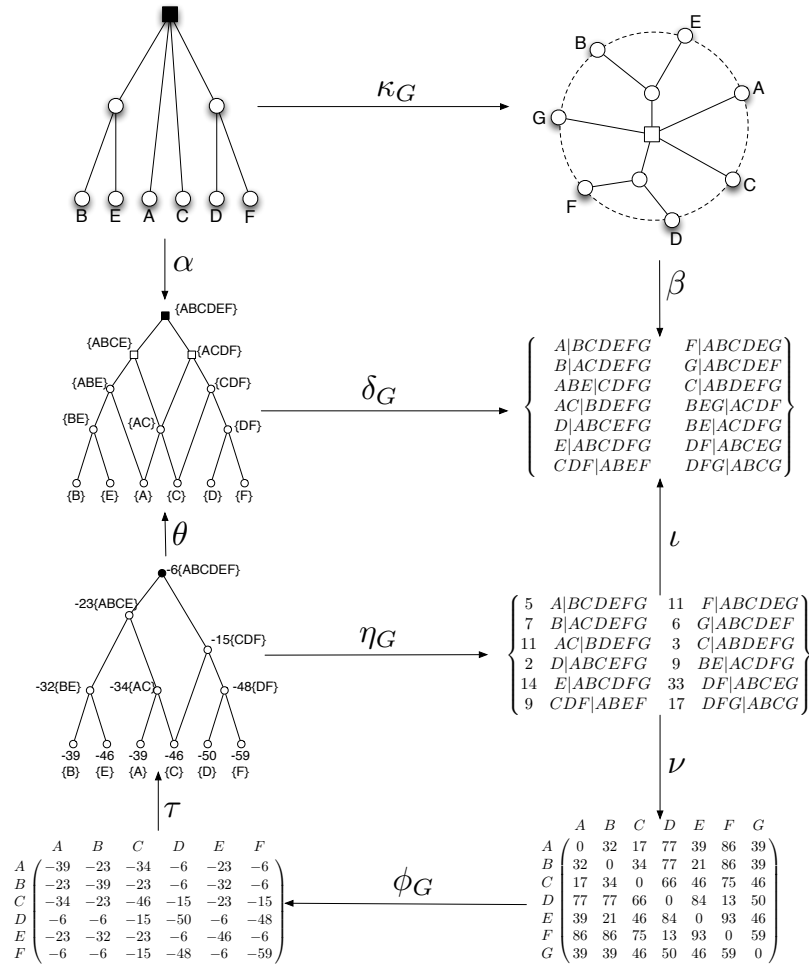 B E A C D F
κ_G
B E A C D F G
α
β
{ABCDEF}
{ABCE} {ACDF}
{ABE} {CDF}
{BE} {AC} {DF}
{B} {E} {A} {C} {D} {F}
δ_G
A|BCDEFG F|ABCDEG
B|ACDEFG G|ABCDEF
ABE|CDFG C|ABDEFG
AC|BDEFG BEG|ACDF
D|ABCEFG BE|ACDFG
E|ABCDFG DF|ABCEG
CDF|ABEF DFG|ABCG
θ
ι
-6{ABCDEF}
-23{ABCE}
-15{CDF}
-32{BE} -34{AC} -48{DF}
-39 -46 -39 -46 -50 -59
{B} {E} {A} {C} {D} {F}
η_G
5 A|BCDEFG 11 F|ABCDEG
7 B|ACDEFG 6 G|ABCDEF
11 AC|BDEFG 3 C|ABDEFG
2 D|ABCEFG 9 BE|ACDFG
14 E|ABCDFG 33 DF|ABCEG
9 CDF|ABEF 17 DFG|ABCG
τ
ν
A B C D E F
A −39 −23 −34 −6 −23 −6
B −23 −39 −23 −6 −32 −6
C −34 −23 −46 −15 −23 −15
D −6 −6 −15 −50 −6 −48
E −23 −32 −23 −6 −46 −6
F −6 −6 −15 −48 −6 −59
φ_G
A B C D E F G
A 0 32 17 77 39 86 39
B 32 0 34 77 21 86 39
C 17 34 0 66 46 75 46
D 77 77 66 0 84 13 50
E 39 21 46 84 0 93 46
F 86 86 75 13 93 0 59
G 39 39 46 50 46 59 0